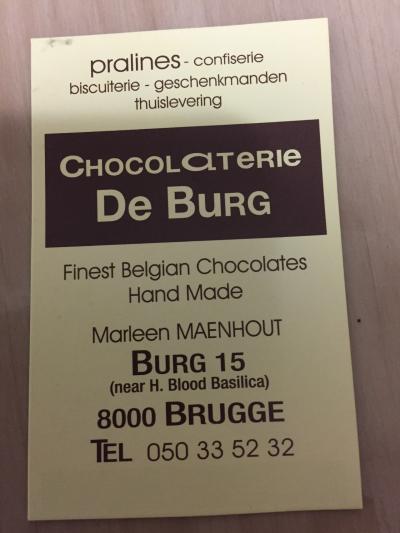 pralines - confiserie
biscuiterie - geschenkmanden
thuislevering
CHOCOLaTERIE
DE BURG
Finest Belgian Chocolates
Hand Made
Marleen MAENHOUT
BURG 15
(near H. Blood Basilica)
8000 BRUGGE
TEL 050 33 52 32